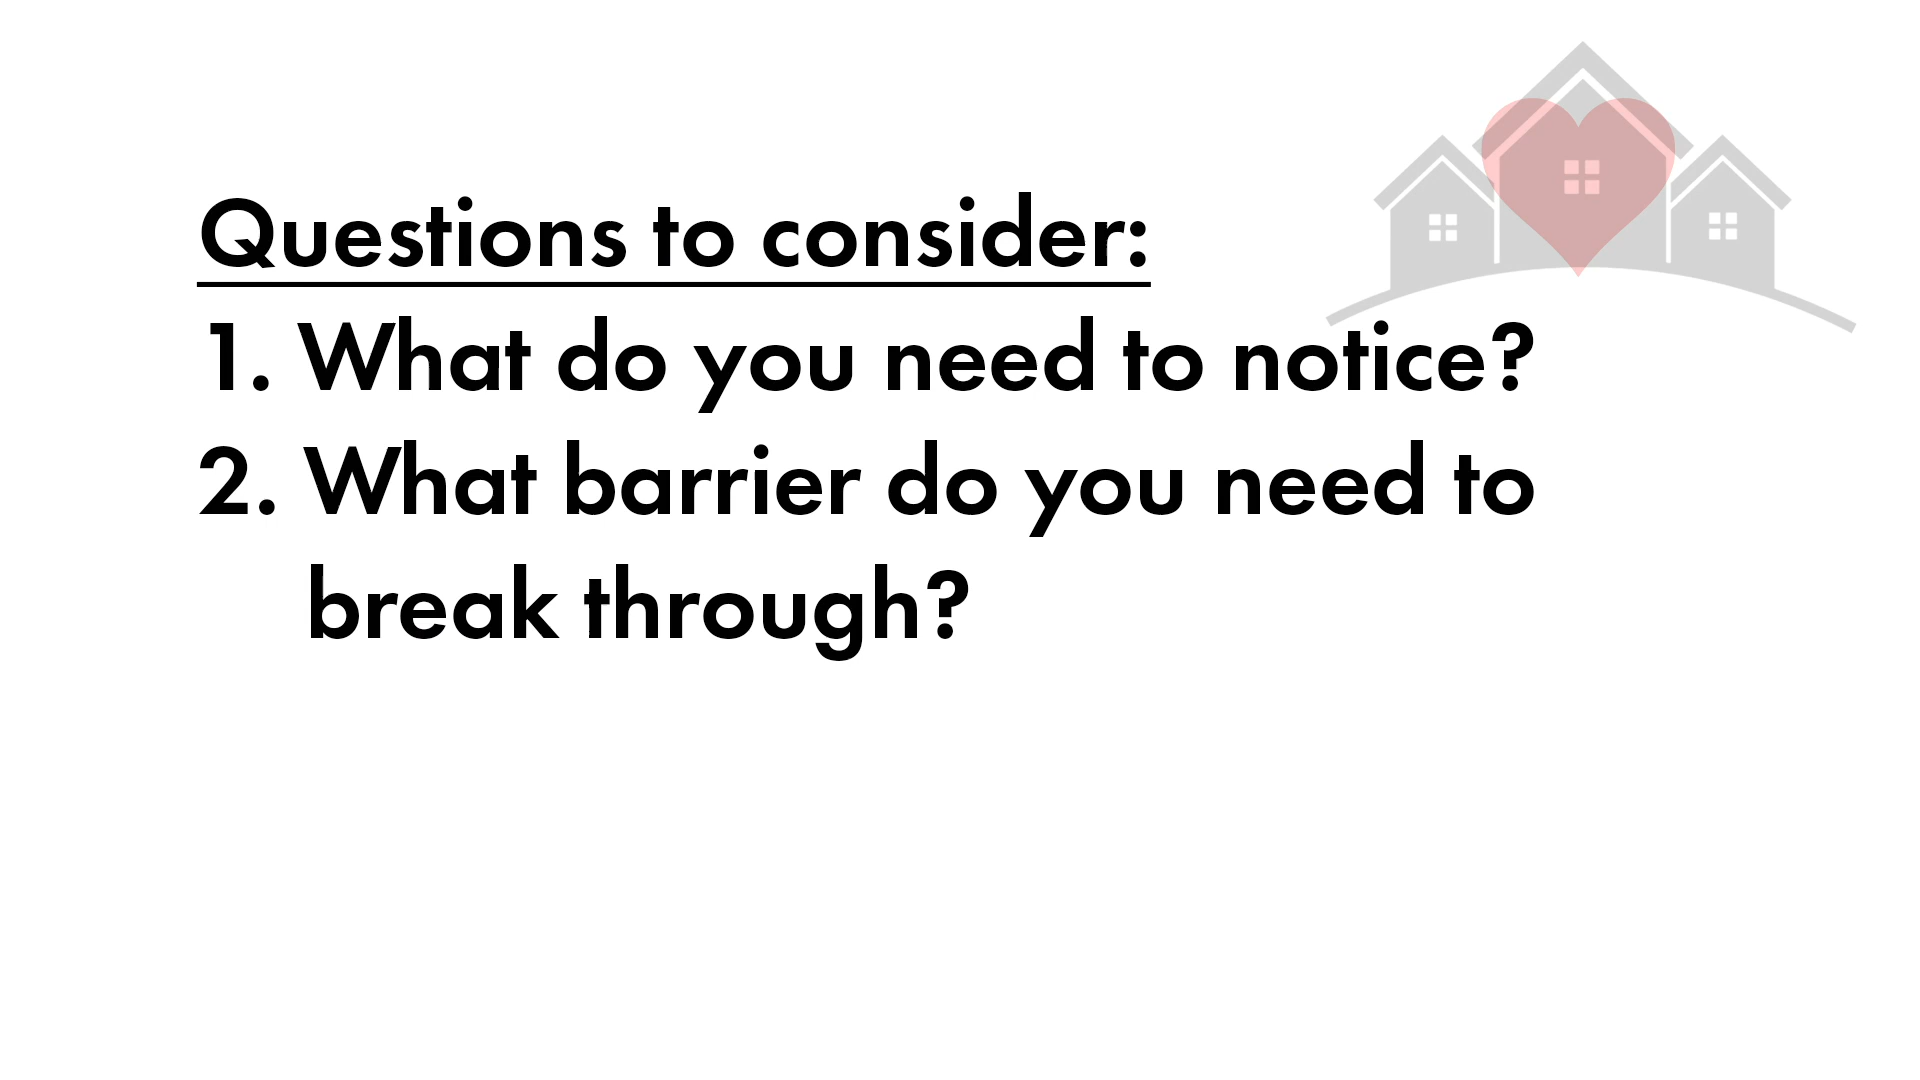 Questions to consider:
1. What do you need to notice?
2. What barrier do you need to
break through?